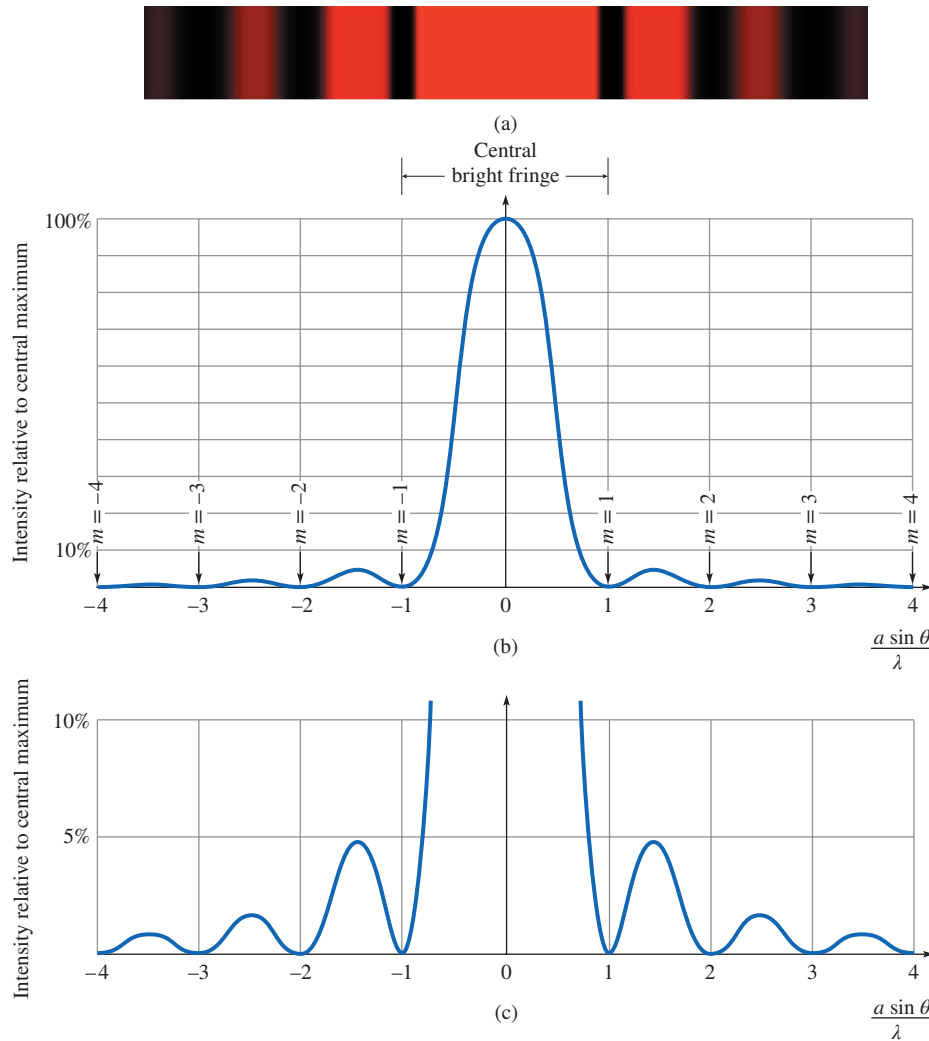 (a)
Central
bright fringe
Intensity relative to central maximum
100%
10%
m = −4
m = −3
m = −2
m = −1
m = 1
m = 2
m = 3
m = 4
−4 −3 −2 −1 0 1 2 3 4
(b)
a sin θ
λ
Intensity relative to central maximum
10%
5%
−4 −3 −2 −1 0 1 2 3 4
(c)
a sin θ
λ